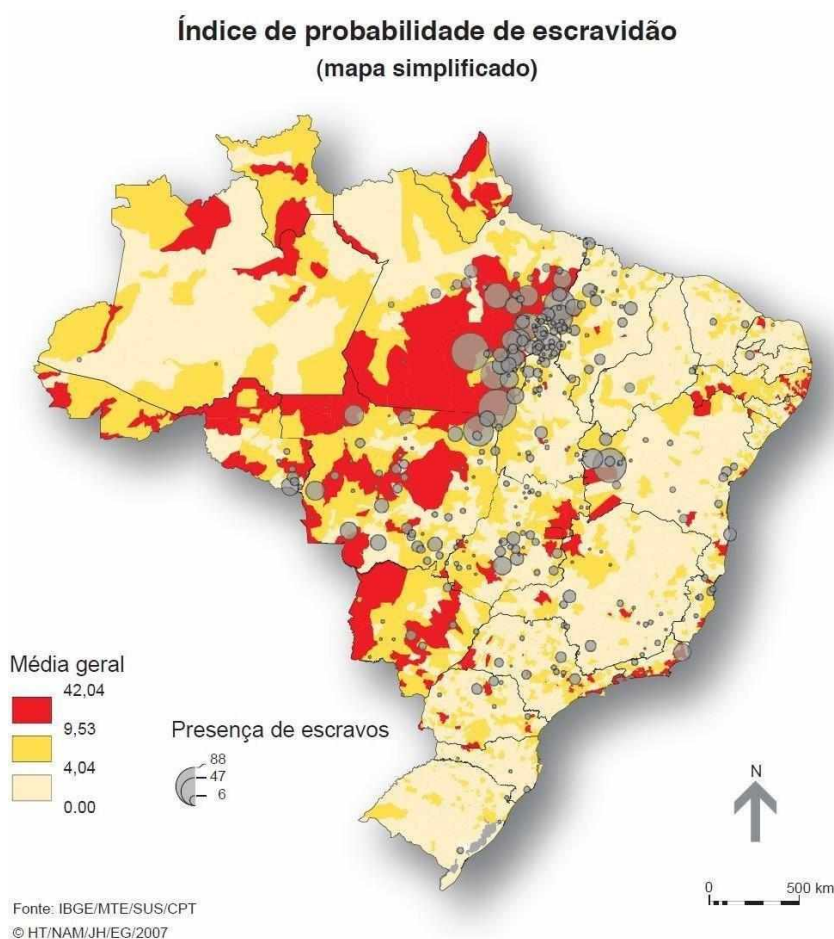 Índice de probabilidade de escravidão
(mapa simplificado)
Média geral
42,04
9,53
4,04
0.00
Presença de escravos
88
47
6
N
0 500 km
Fonte: IBGE/MTE/SUS/CPT
© HT/NAM/JH/EG/2007